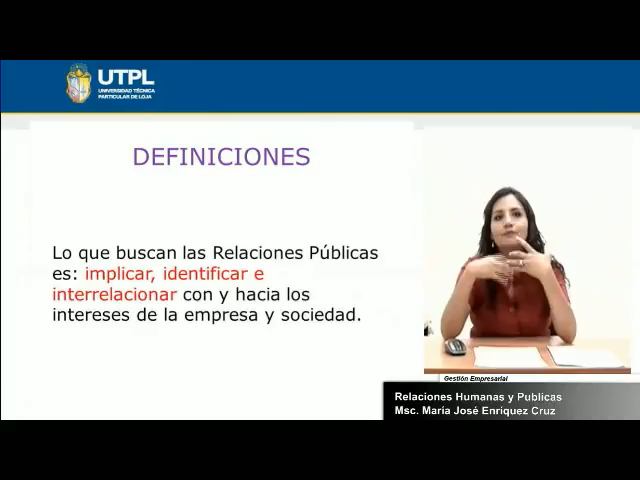 UTPL
UNIVERSIDAD TÉCNICA
PARTICULAR DE LOJA
DEFINICIONES
Lo que buscan las Relaciones Públicas
es: implicar, identificar e
interrelacionar con y hacia los
intereses de la empresa y sociedad.
Gestión Empresarial
Relaciones Humanas y Publicas
Msc. María José Enriquez Cruz